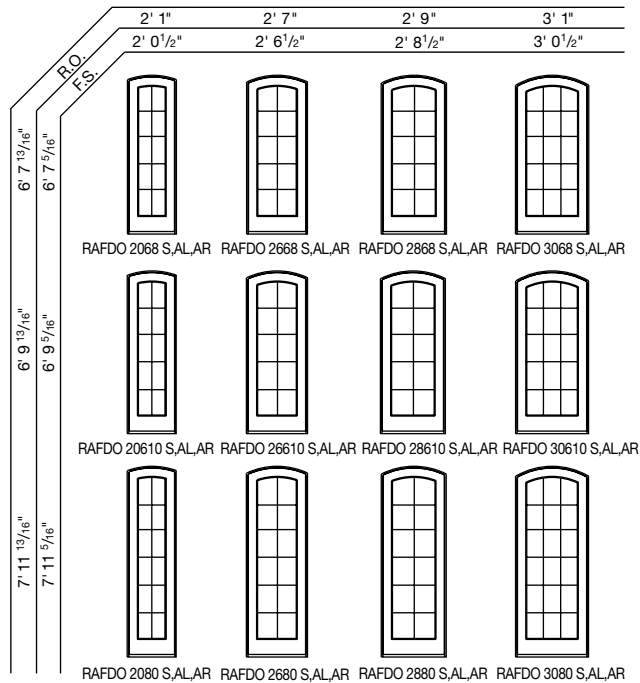 2' 1" 2' 7" 2' 9" 3' 1"
2' 0 1/2" 2' 6 1/2" 2' 8 1/2" 3' 0 1/2"
R.O.
F.S.
6' 7 13/16" 6' 7 5/16"
RAFDO 2068 S,AL,AR RAFDO 2668 S,AL,AR RAFDO 2868 S,AL,AR RAFDO 3068 S,AL,AR
6' 9 13/16" 6' 9 5/16"
RAFDO 20610 S,AL,AR RAFDO 26610 S,AL,AR RAFDO 28610 S,AL,AR RAFDO 30610 S,AL,AR
7' 11 13/16" 7' 11 5/16"
RAFDO 2080 S,AL,AR RAFDO 2680 S,AL,AR RAFDO 2880 S,AL,AR RAFDO 3080 S,AL,AR